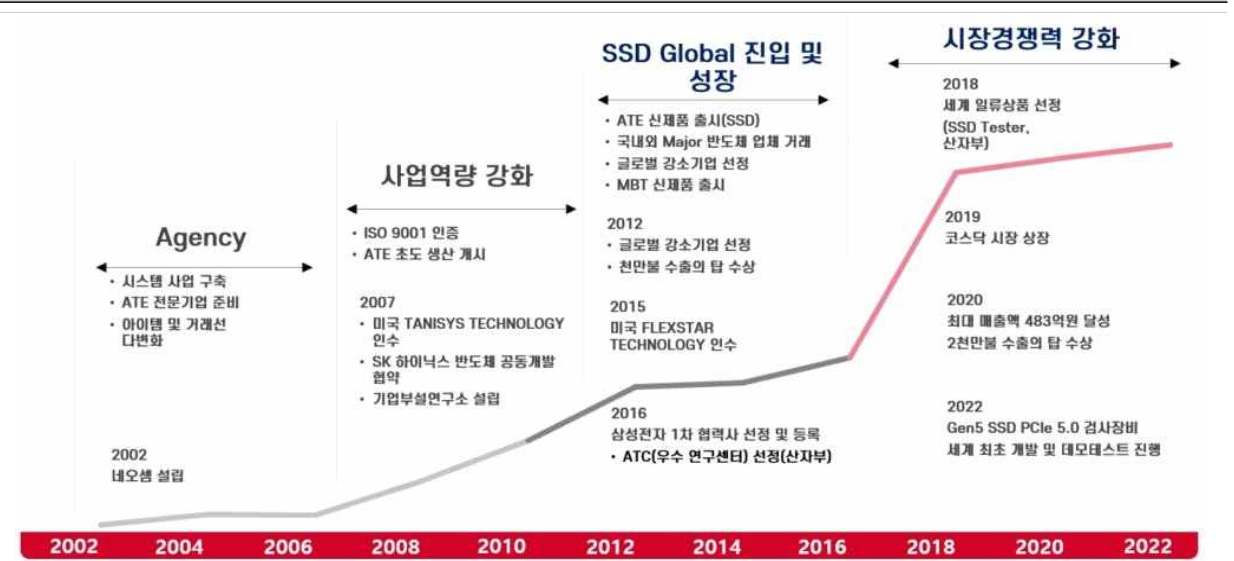 Agency
• 시스템 사업 구축
• ATE 전문기업 준비
• 아이템 및 거래선
다변화
2002
네오셈 설립
사업역량 강화
• ISO 9001 인증
• ATE 초도 생산 개시
2007
• 미국 TANISYS TECHNOLOGY
인수
• SK 하이닉스 반도체 공동개발
협약
• 기업부설연구소 설립
SSD Global 진입 및
성장
• ATE 신제품 출시(SSD)
• 국내외 Major 반도체 업체 거래
• 글로벌 강소기업 선정
• MBT 신제품 출시
2012
• 글로벌 강소기업 선정
• 천만불 수출의 탑 수상
2015
미국 FLEXSTAR
TECHNOLOGY 인수
2016
삼성전자 1차 협력사 선정 및 등록
• ATC(우수 연구센터) 선정(산자부)
시장경쟁력 강화
2018
세계 일류상품 선정
(SSD Tester,
산자부)
2019
코스닥 시장 상장
2020
최대 매출액 483억원 달성
2천만불 수출의 탑 수상
2022
Gen5 SSD PCIe 5.0 검사장비
세계 최초 개발 및 데모테스트 진행
2002 2004 2006 2008 2010 2012 2014 2016 2018 2020 2022